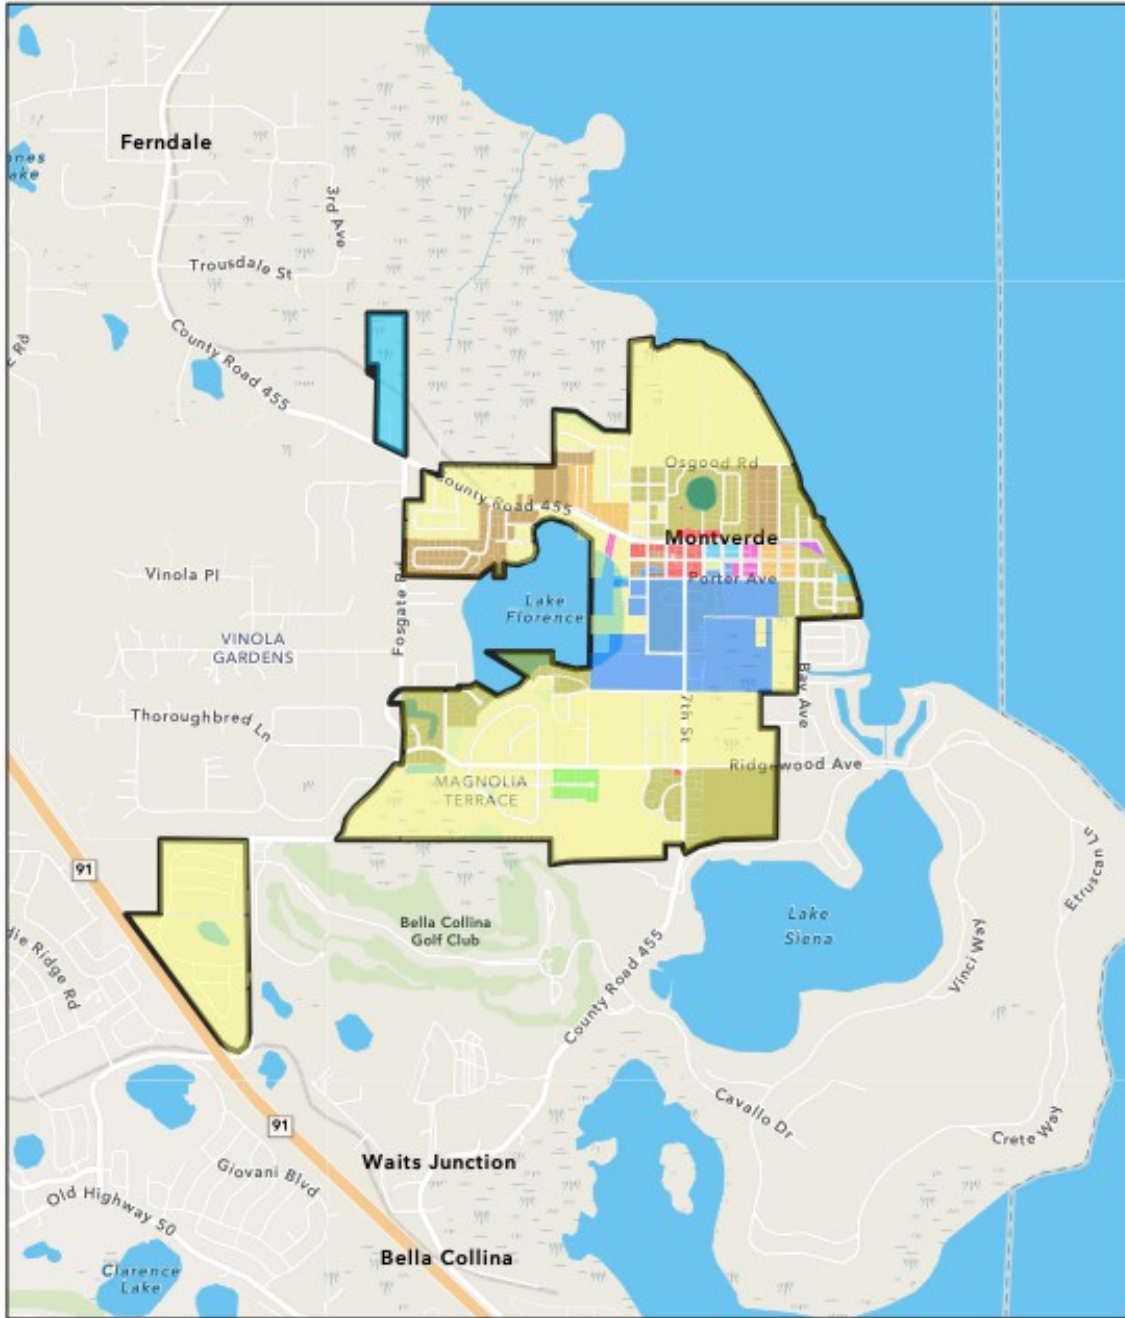 Ferndale
3rd Ave
Trousdale St
County Road 455
Osgood Rd
County Road 455
Montverde
Porter Ave
Vinola Pl
Lake
Florence
Fosgate Rd
VINOLA
GARDENS
Bay Ave
7th St
Thoroughbred Ln
Ridgewood Ave
MAGNOLIA
TERRACE
Etruscan Ln
91
Bella Collina
Golf Club
Lake
Siena
Vinci Way
die Ridge Rd
County Road 455
Cavallo Dr
91
Crete Way
Waits Junction
Giovani Blvd
Old Highway 50
Bella Collina
Clarence
Lake